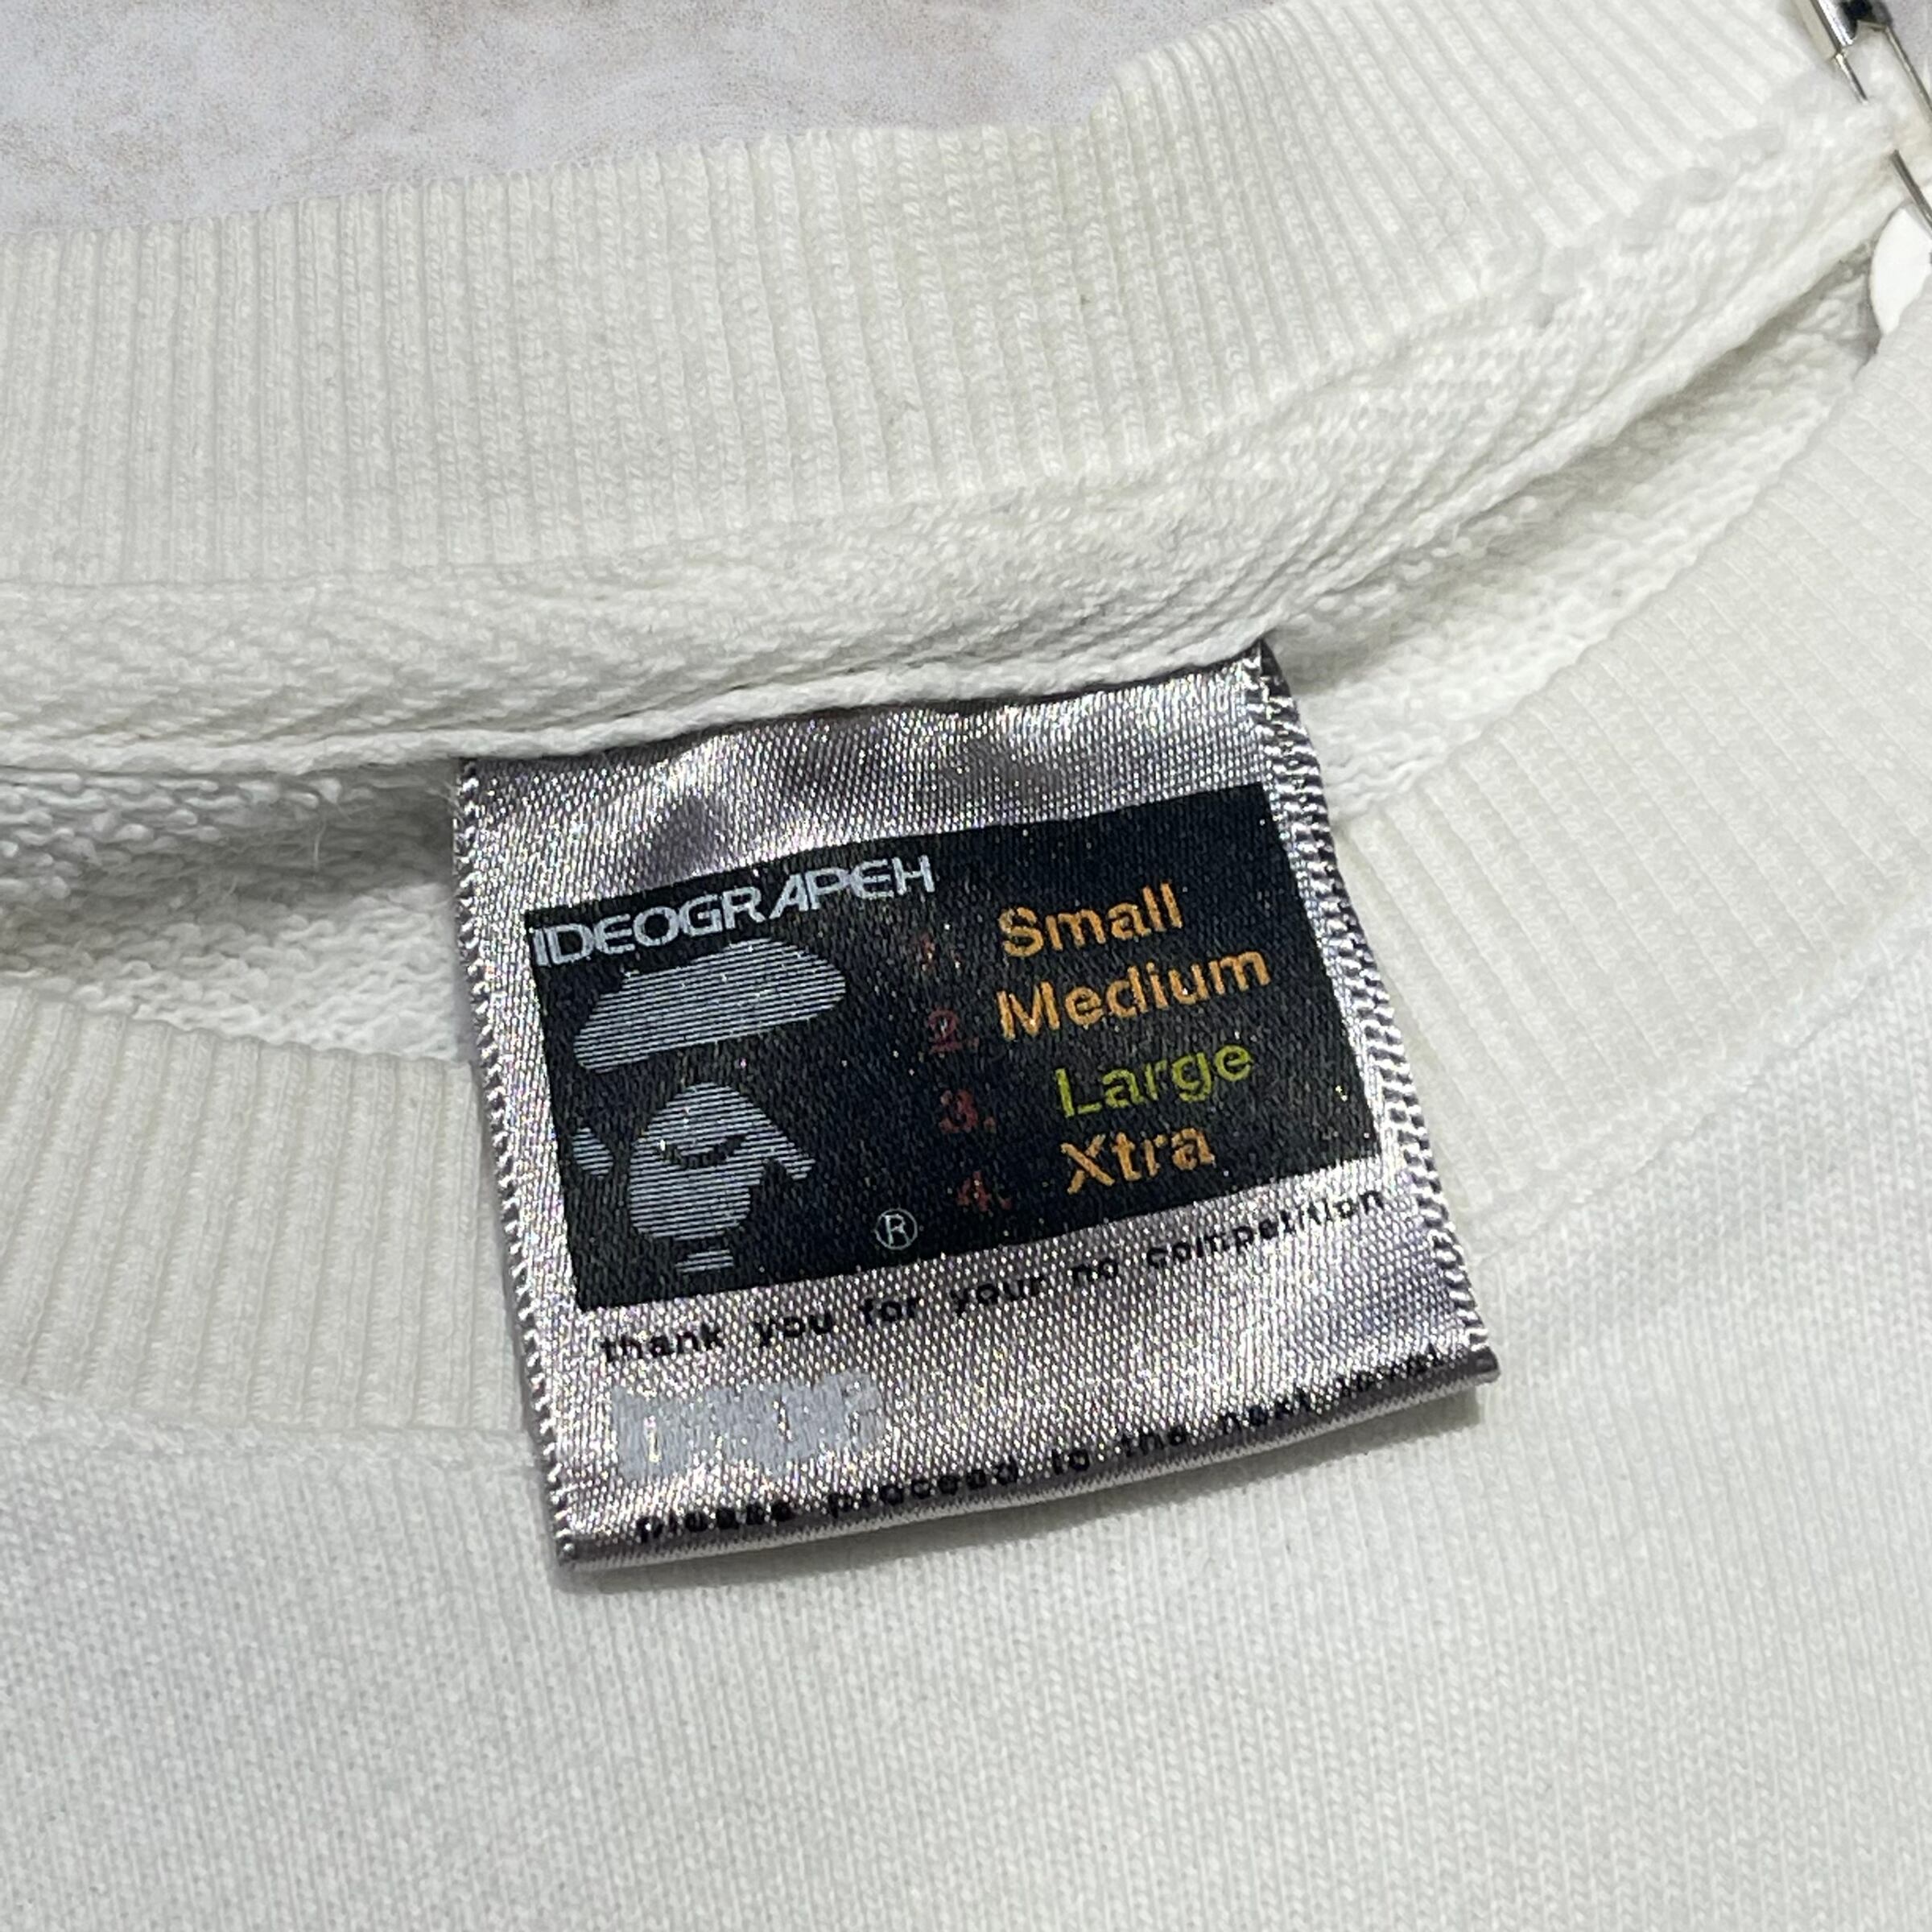 IDEOGRAPEH
1. Small
2. Medium
3. Large
4. Xtra
®
thank you for your no competition
please proceed to the next